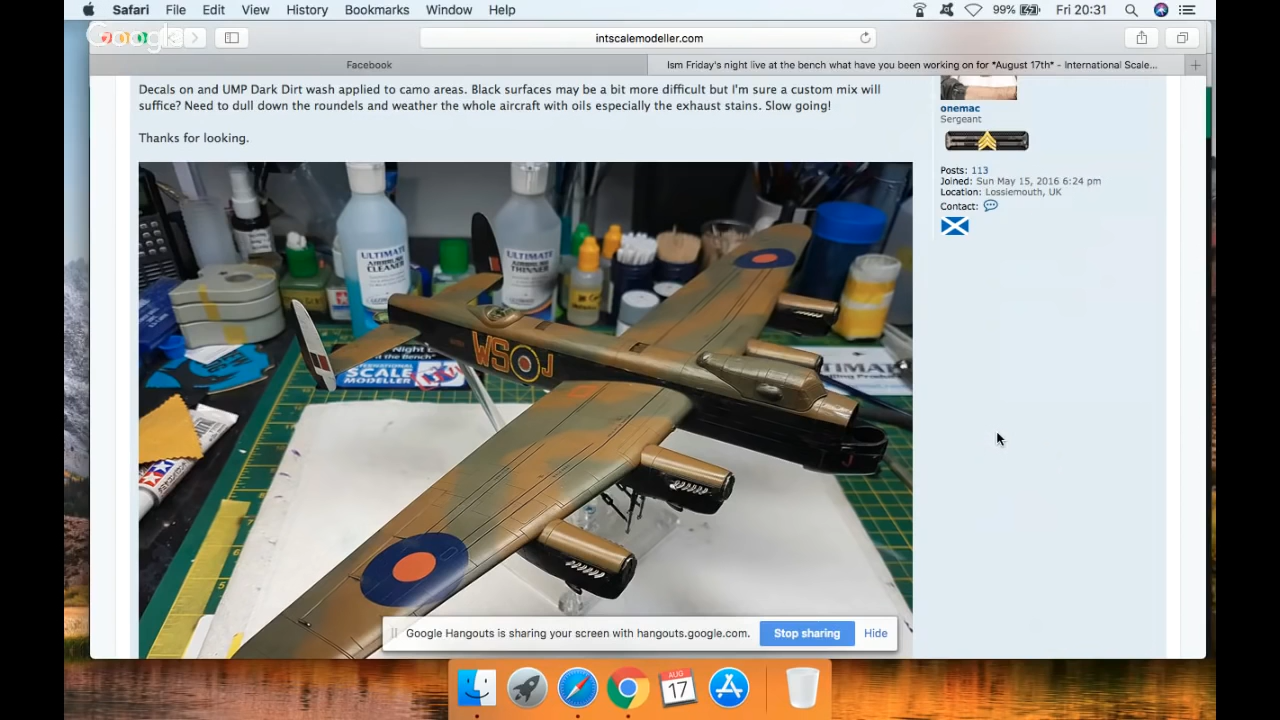 Safari File Edit View History Bookmarks Window Help 99% Fri 20:31
Google
intscalemodeller.com
Facebook
Ism Friday's night live at the bench what have you been working on for *August 17th* - International Scale...
Decals on and UMP Dark Dirt wash applied to camo areas. Black surfaces may be a bit more difficult but I'm sure a custom mix will
suffice? Need to dull down the roundels and weather the whole aircraft with oils especially the exhaust stains. Slow going!
Thanks for looking.
onemac
Sergeant
Posts: 113
Joined: Sun May 15, 2016 6:24 pm
Location: Lossiemouth, UK
Contact:
ULTIMATE
AIRBRUSH
CLEANER
ULTIMATE
AIRBRUSH
THINNER
WS J
SCALE
MODELLER
TAMIYA
J
Google Hangouts is sharing your screen with hangouts.google.com.
Stop sharing
Hide
AUG
17